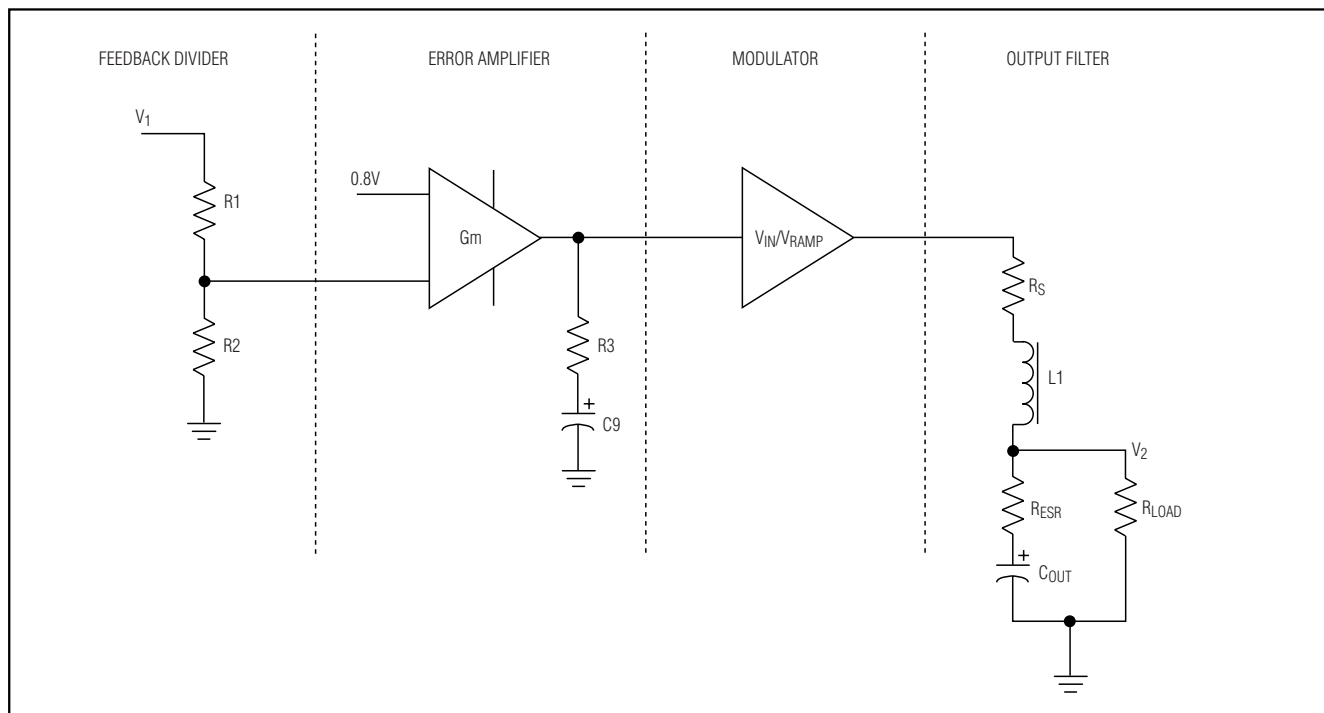 FEEDBACK DIVIDER
ERROR AMPLIFIER
MODULATOR
OUTPUT FILTER
V1
R1
R2
0.8V
Gm
R3
+
C9
VIN/VRAMP
RS
L1
V2
RESR
RLOAD
+
COUT